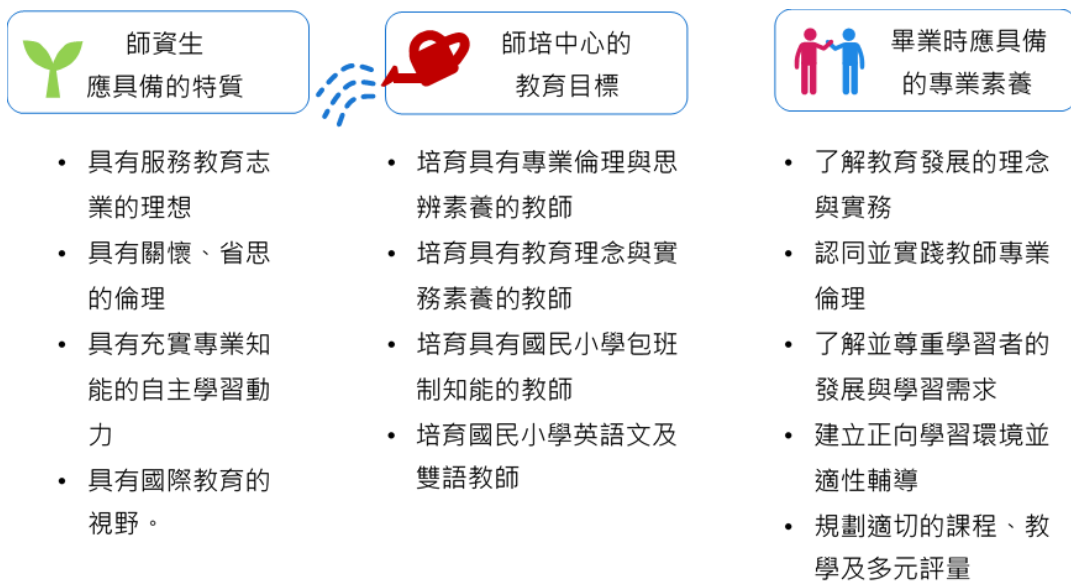 師資生
應具備的特質
• 具有服務教育志
業的理想
• 具有關懷、省思
的倫理
• 具有充實專業知
能的自主學習動
力
• 具有國際教育的
視野。
師培中心的
教育目標
• 培育具有專業倫理與思
辨素養的教師
• 培育具有教育理念與實
務素養的教師
• 培育具有國民小學包班
制知能的教師
• 培育國民小學英語文及
雙語教師
畢業時應具備
的專業素養
• 了解教育發展的理念
與實務
• 認同並實踐教師專業
倫理
• 了解並尊重學習者的
發展與學習需求
• 建立正向學習環境並
適性輔導
• 規劃適切的課程、教
學及多元評量